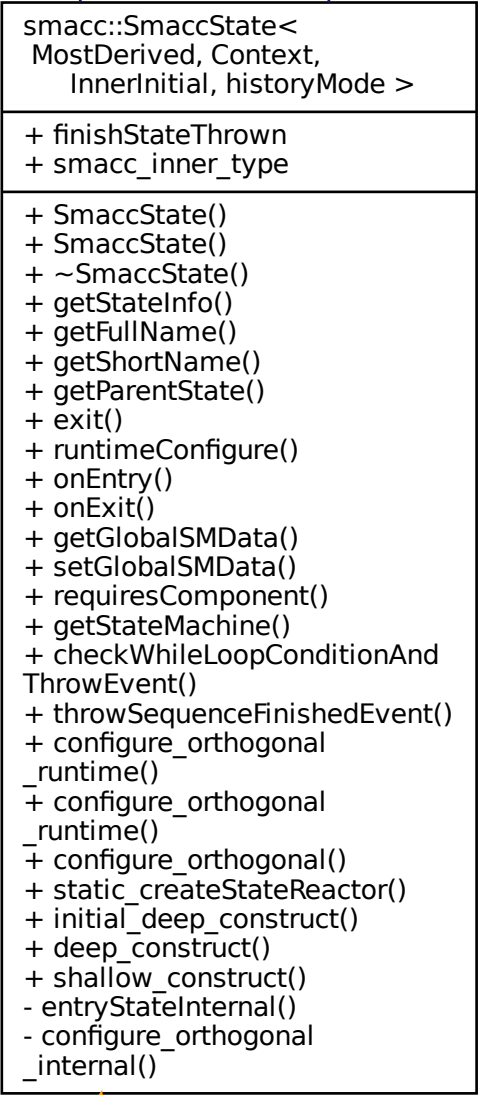 smacc::SmaccState<
MostDerived, Context,
InnerInitial, historyMode >
+ finishStateThrown
+ smacc_inner_type
+ SmaccState()
+ SmaccState()
+ ~SmaccState()
+ getStateInfo()
+ getFullName()
+ getShortName()
+ getParentState()
+ exit()
+ runtimeConfigure()
+ onEntry()
+ onExit()
+ getGlobalSMData()
+ setGlobalSMData()
+ requiresComponent()
+ getStateMachine()
+ checkWhileLoopConditionAnd
ThrowEvent()
+ throwSequenceFinishedEvent()
+ configure_orthogonal
_runtime()
+ configure_orthogonal
_runtime()
+ configure_orthogonal()
+ static_createStateReactor()
+ initial_deep_construct()
+ deep_construct()
+ shallow_construct()
- entryStateInternal()
- configure_orthogonal
_internal()